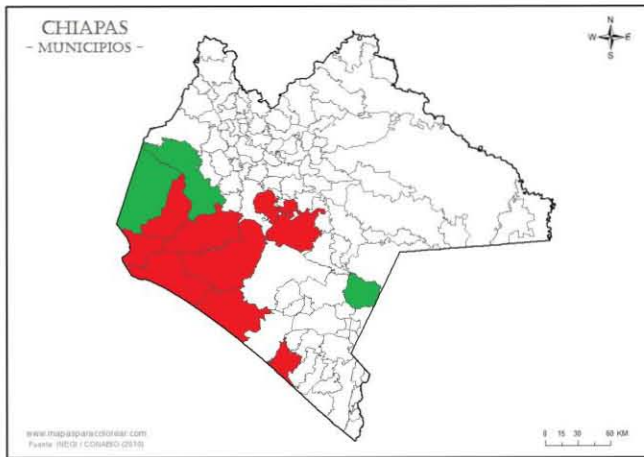 CHIAPAS
- MUNICIPIOS -
N
W E
S
www.mapasparacolorear.com
Fuente: INEGI / CONABIO (2010)
0 15 30 60 KM